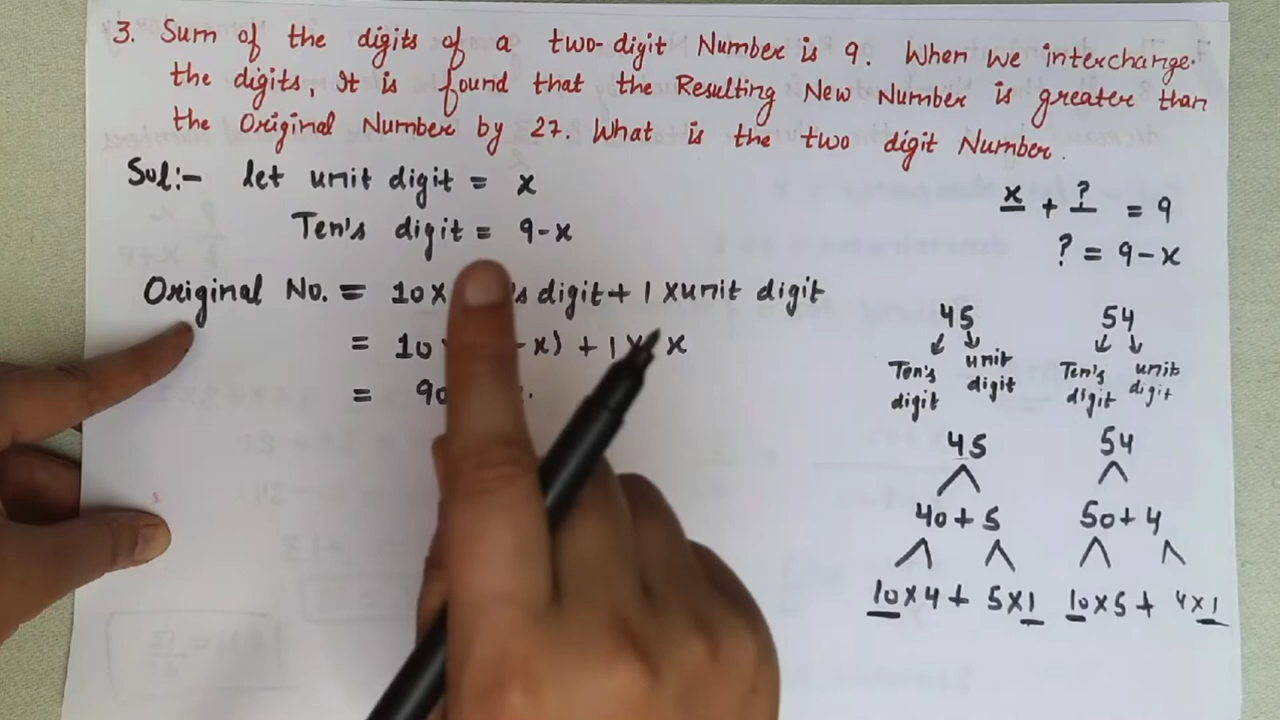 3. Sum of the digits of a two-digit Number is 9. When we interchange
the digits, It is found that the Resulting New Number is greater than
the Original Number by 27. What is the two digit Number.
Sol:- let unit digit = x
Ten's digit = 9-x
Original No. = 10x digit + 1 x unit digit
= 10 -x) + 1 x x
= 90
x + ? = 9
? = 9-x
45 54
Ten's digit unit digit Ten's digit unit digit
45 54
40+5 50+4
10x4 + 5x1 10x5 + 4x1